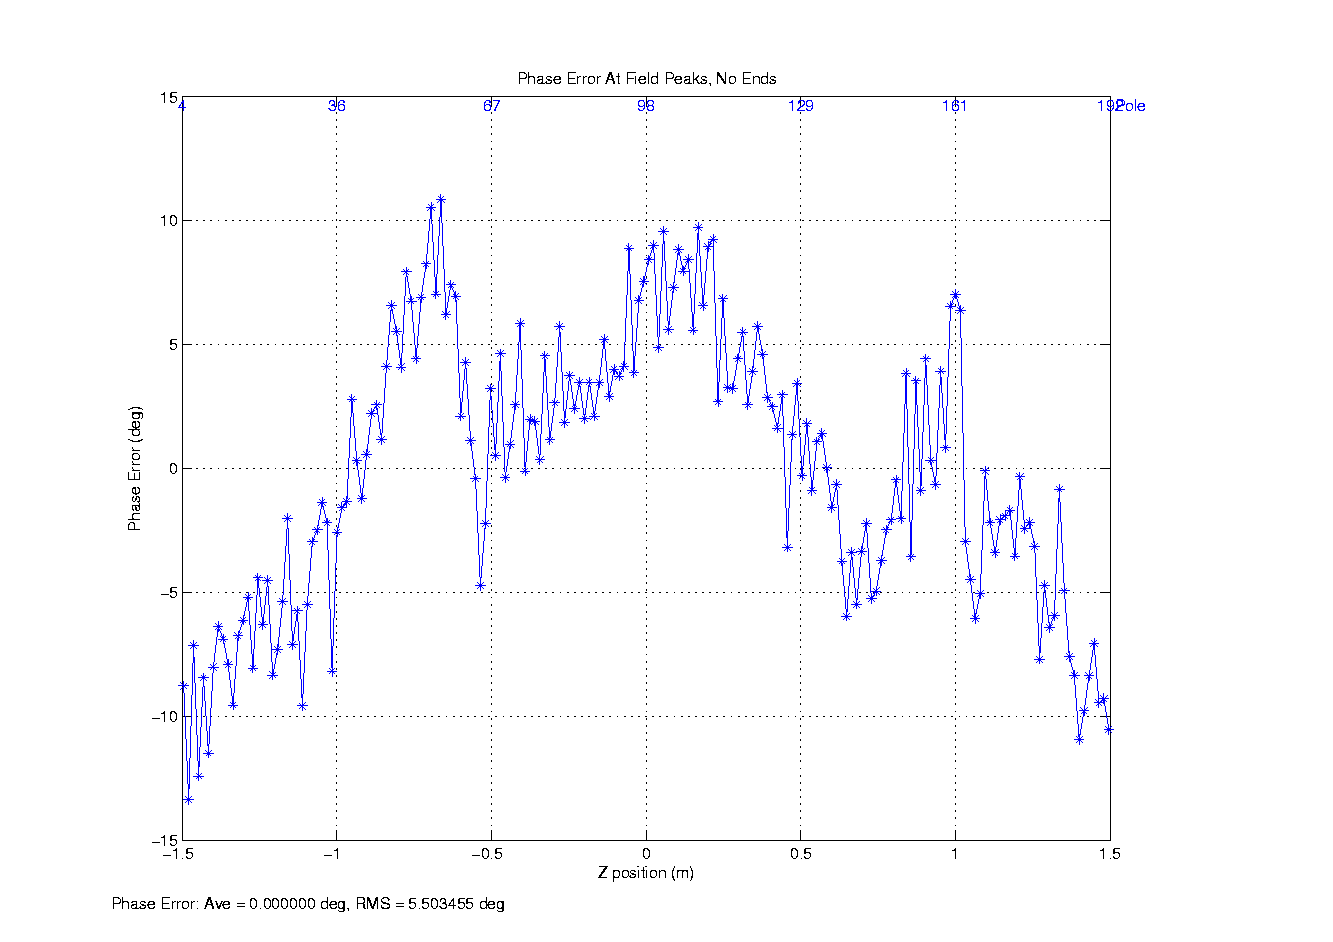 Phase Error At Field Peaks, No Ends
4 36 67 98 129 161 192 Pole
15
10
5
0
−5
−10
−15
Phase Error (deg)
−1.5 −1 −0.5 0 0.5 1 1.5
Z position (m)
Phase Error: Ave = 0.000000 deg, RMS = 5.503455 deg